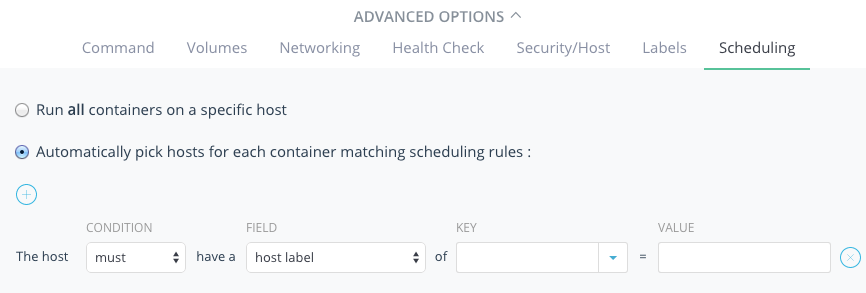 ADVANCED OPTIONS
Command Volumes Networking Health Check Security/Host Labels Scheduling
Run all containers on a specific host
Automatically pick hosts for each container matching scheduling rules :
CONDITION FIELD KEY VALUE
The host must have a host label of =